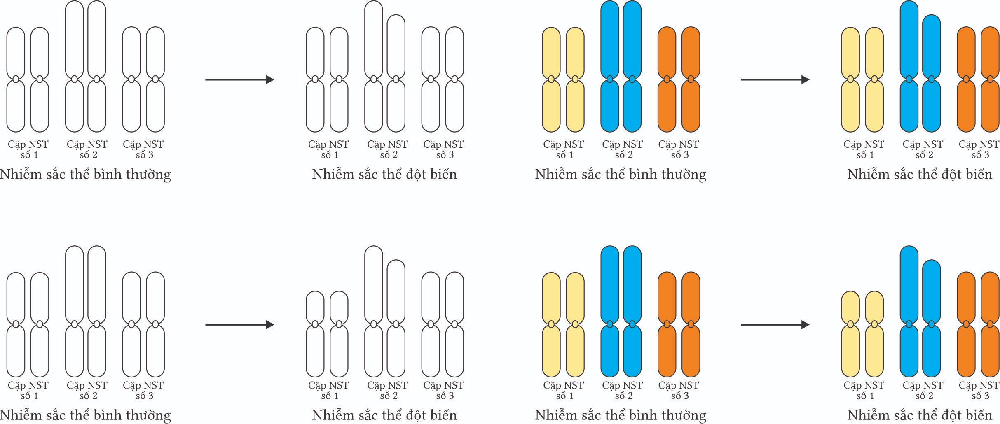 Cặp NST Cặp NST Cặp NST
số 1 số 2 số 3
Nhiễm sắc thể bình thường
Cặp NST Cặp NST Cặp NST
số 1 số 2 số 3
Nhiễm sắc thể đột biến
Cặp NST Cặp NST Cặp NST
số 1 số 2 số 3
Nhiễm sắc thể bình thường
Cặp NST Cặp NST Cặp NST
số 1 số 2 số 3
Nhiễm sắc thể đột biến
Cặp NST Cặp NST Cặp NST
số 1 số 2 số 3
Nhiễm sắc thể bình thường
Cặp NST Cặp NST Cặp NST
số 1 số 2 số 3
Nhiễm sắc thể đột biến
Cặp NST Cặp NST Cặp NST
số 1 số 2 số 3
Nhiễm sắc thể bình thường
Cặp NST Cặp NST Cặp NST
số 1 số 2 số 3
Nhiễm sắc thể đột biến